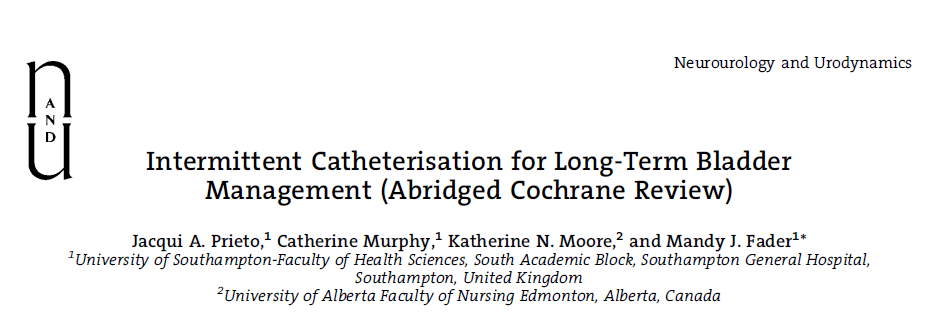 n
AND
u
Neurourology and Urodynamics
Intermittent Catheterisation for Long-Term Bladder
Management (Abridged Cochrane Review)
Jacqui A. Prieto,¹ Catherine Murphy,¹ Katherine N. Moore,² and Mandy J. Fader¹*
¹University of Southampton-Faculty of Health Sciences, South Academic Block, Southampton General Hospital,
Southampton, United Kingdom
²University of Alberta Faculty of Nursing Edmonton, Alberta, Canada